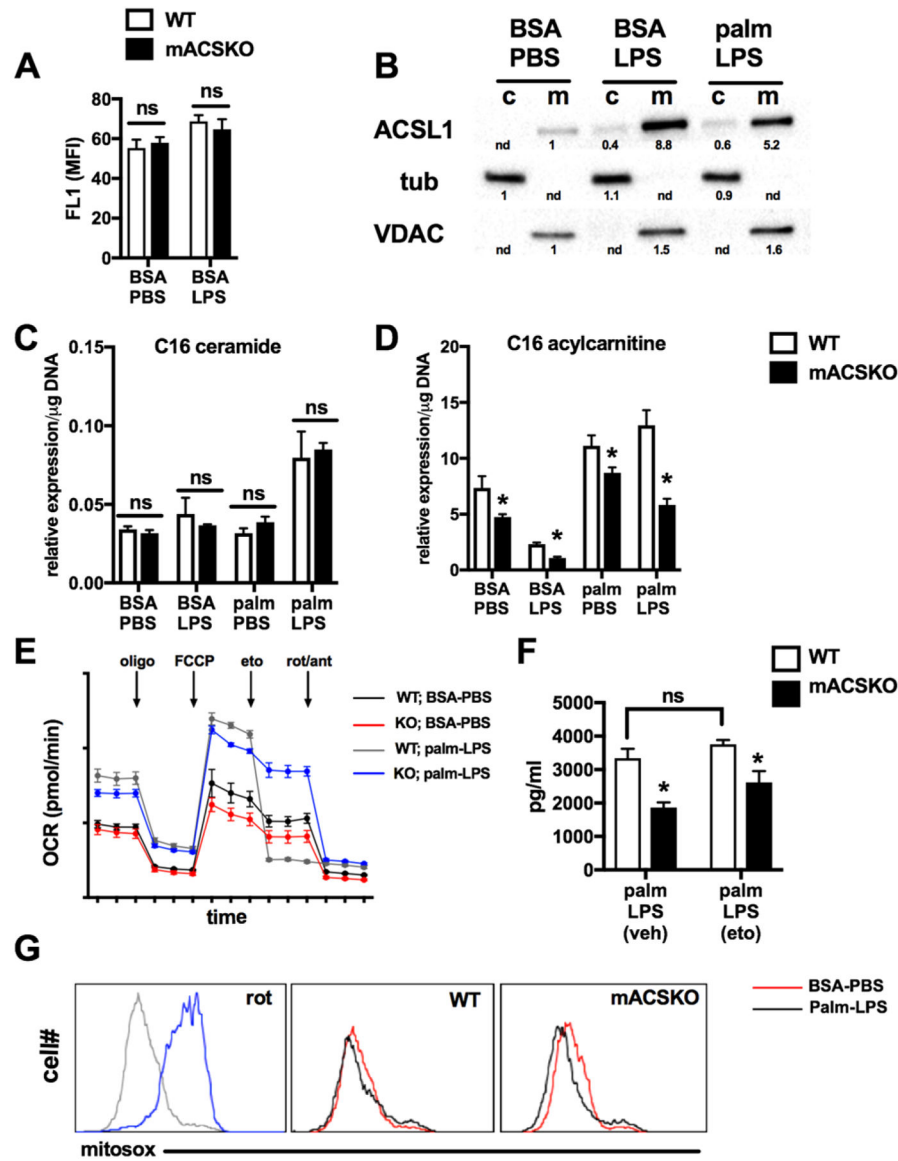 WT
mACSKO
A
FL1 (MFI)
80
60
40
20
0
ns
ns
BSA
PBS
BSA
LPS
B
BSA
PBS
BSA
LPS
palm
LPS
c m c m c m
ACSL1
nd 1 0.4 8.8 0.6 5.2
tub
1 nd 1.1 nd 0.9 nd
VDAC
nd 1 nd 1.5 nd 1.6
C
C16 ceramide
relative expression/μg DNA
0.15
0.10
0.05
0.00
ns
ns
ns
ns
BSA
PBS
BSA
LPS
palm
PBS
palm
LPS
D
C16 acylcarnitine
relative expression/μg DNA
20
15
10
5
0
*
*
*
*
BSA
PBS
BSA
LPS
palm
PBS
palm
LPS
WT
mACSKO
E
oligo FCCP eto rot/ant
OCR (pmol/min)
time
WT; BSA-PBS
KO; BSA-PBS
WT; palm-LPS
KO; palm-LPS
F
WT
mACSKO
pg/ml
5000
4000
3000
2000
1000
0
ns
*
*
palm
LPS
(veh)
palm
LPS
(eto)
G
cell#
rot
WT
mACSKO
BSA-PBS
Palm-LPS
mitosox